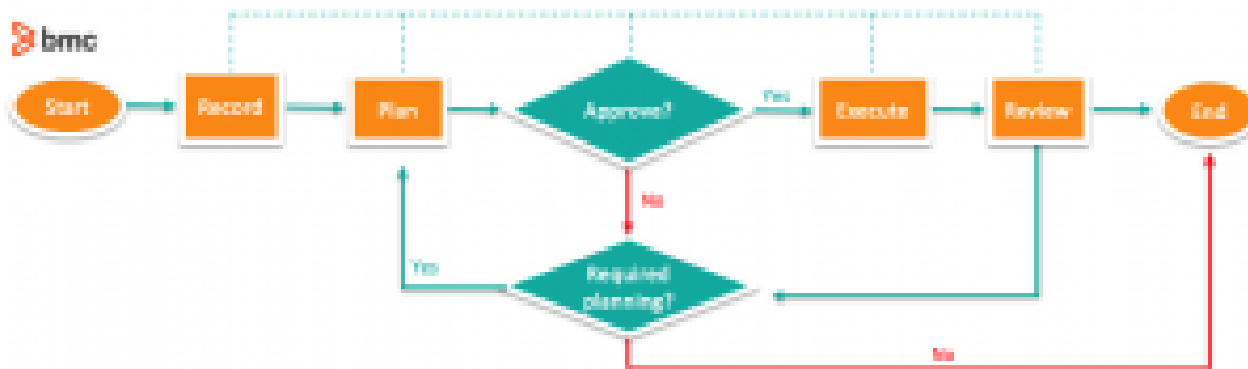 bmc
Start
Record
Plan
Approve?
Yes
Execute
Review
End
No
Yes
Required
planning?
No